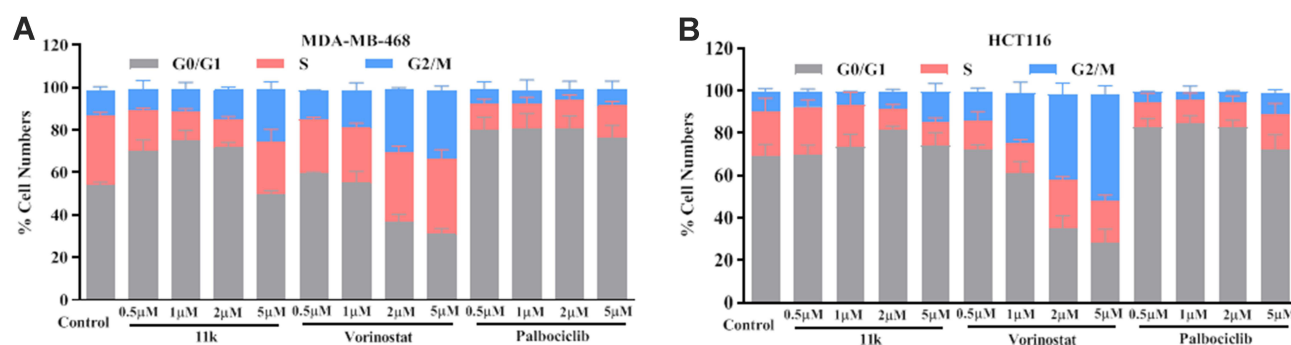 A
MDA-MB-468
G0/G1 S G2/M
% Cell Numbers
120
100
80
60
40
20
0
Control 0.5μM 1μM 2μM 5μM 0.5μM 1μM 2μM 5μM 0.5μM 1μM 2μM 5μM
11k Vorinostat Palbociclib
B
HCT116
G0/G1 S G2/M
% Cell Numbers
120
100
80
60
40
20
0
Control 0.5μM 1μM 2μM 5μM 0.5μM 1μM 2μM 5μM 0.5μM 1μM 2μM 5μM
11k Vorinostat Palbociclib